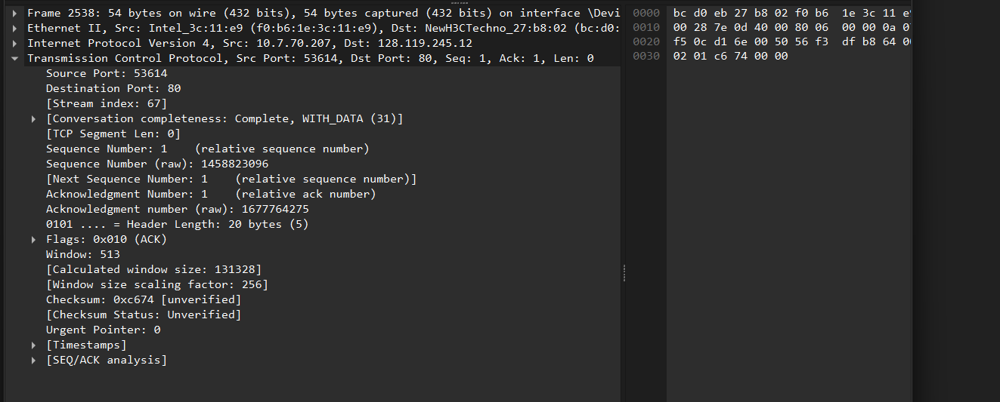 Frame 2538: 54 bytes on wire (432 bits), 54 bytes captured (432 bits) on interface \Devi
Ethernet II, Src: Intel_3c:11:e9 (f0:b6:1e:3c:11:e9), Dst: NewH3CTechno_27:b8:02 (bc:d0:
Internet Protocol Version 4, Src: 10.7.70.207, Dst: 128.119.245.12
Transmission Control Protocol, Src Port: 53614, Dst Port: 80, Seq: 1, Ack: 1, Len: 0
Source Port: 53614
Destination Port: 80
[Stream index: 67]
[Conversation completeness: Complete, WITH_DATA (31)]
[TCP Segment Len: 0]
Sequence Number: 1    (relative sequence number)
Sequence Number (raw): 1458823096
[Next Sequence Number: 1    (relative sequence number)]
Acknowledgment Number: 1    (relative ack number)
Acknowledgment number (raw): 1677764275
0101 .... = Header Length: 20 bytes (5)
Flags: 0x010 (ACK)
Window: 513
[Calculated window size: 131328]
[Window size scaling factor: 256]
Checksum: 0xc674 [unverified]
[Checksum Status: Unverified]
Urgent Pointer: 0
[Timestamps]
[SEQ/ACK analysis]
0000 bc d0 eb 27 b8 02 f0 b6  1e 3c 11
0010 00 28 7e 0d 40 00 80 06  00 00 0a
0020 f5 0c d1 6e 00 50 56 f3  df b8 64
0030 02 01 c6 74 00 00